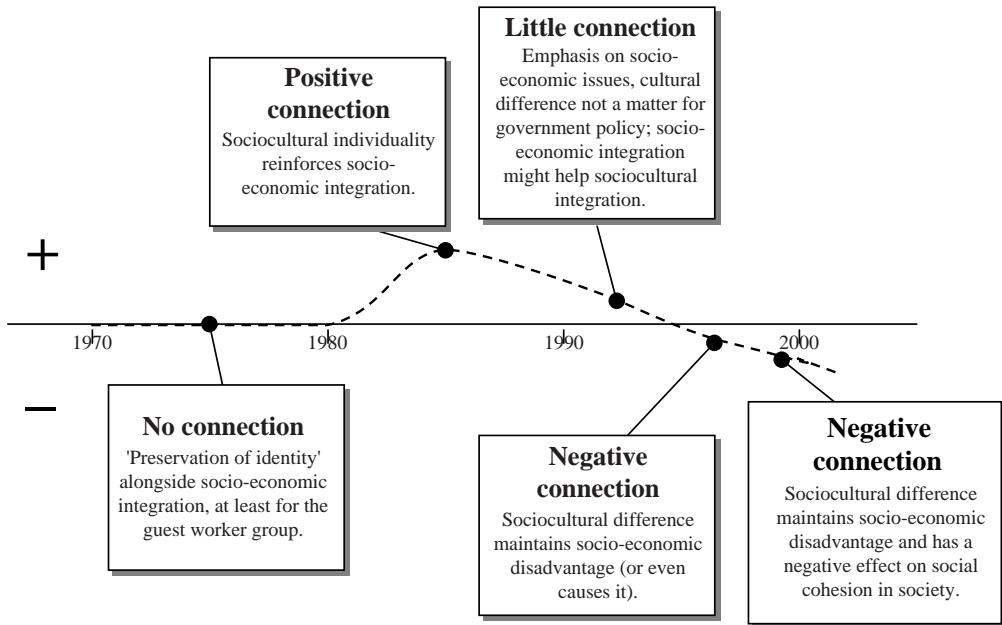 Little connection
Emphasis on socio-
economic issues, cultural
difference not a matter for
government policy; socio-
economic integration
might help sociocultural
integration.
Positive
connection
Sociocultural individuality
reinforces socio-
economic integration.
+
1970
1980
1990
2000
−
No connection
'Preservation of identity'
alongside socio-economic
integration, at least for the
guest worker group.
Negative
connection
Sociocultural difference
maintains socio-economic
disadvantage (or even
causes it).
Negative
connection
Sociocultural difference
maintains socio-economic
disadvantage and has a
negative effect on social
cohesion in society.